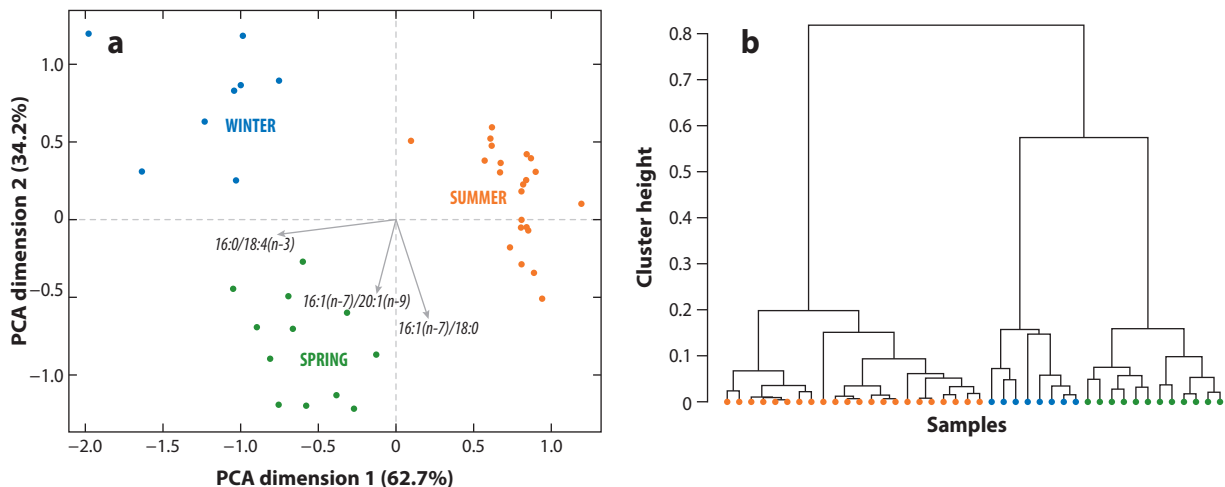 a
1.0
0.5
0
−0.5
−1.0
PCA dimension 2 (34.2%)
WINTER
SUMMER
SPRING
16:0/18:4(n-3)
16:1(n-7)/20:1(n-9)
16:1(n-7)/18:0
−2.0 −1.5 −1.0 −0.5 0 0.5 1.0
PCA dimension 1 (62.7%)
b
0.8
0.7
0.6
0.5
0.4
0.3
0.2
0.1
0
Cluster height
Samples